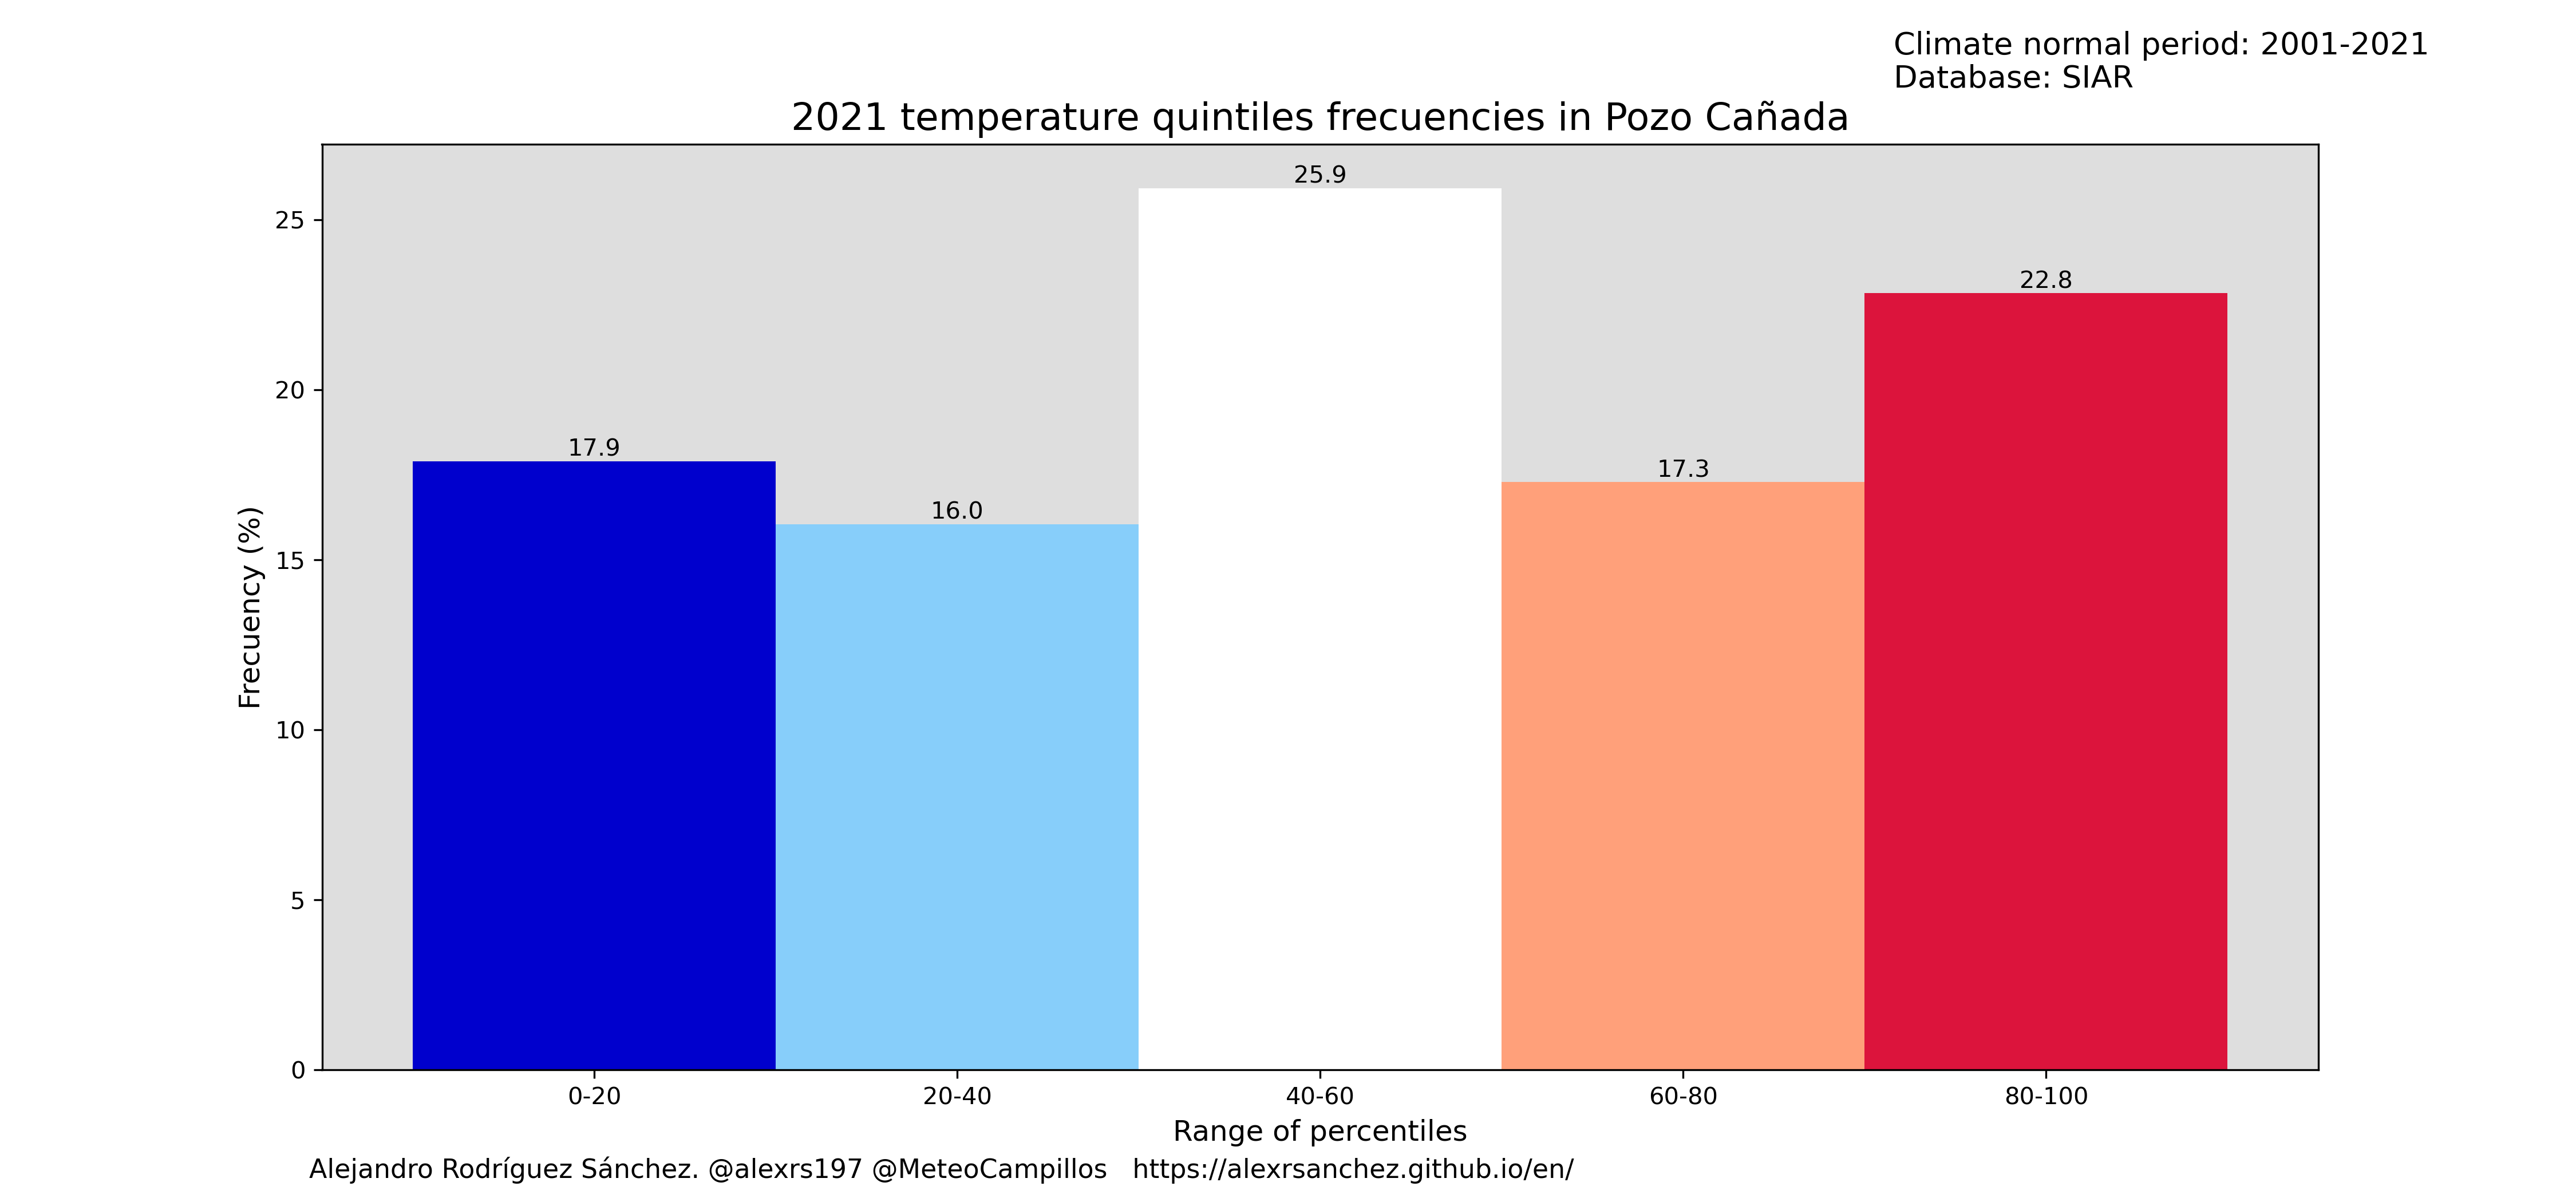 Climate normal period: 2001-2021
Database: SIAR
2021 temperature quintiles frecuencies in Pozo Cañada
25.9
25
22.8
20
17.9
17.3
16.0
Frecuency (%)
15
10
5
0
0-20 20-40 40-60 60-80 80-100
Range of percentiles
Alejandro Rodríguez Sánchez. @alexrs197 @MeteoCampillos https://alexrsanchez.github.io/en/